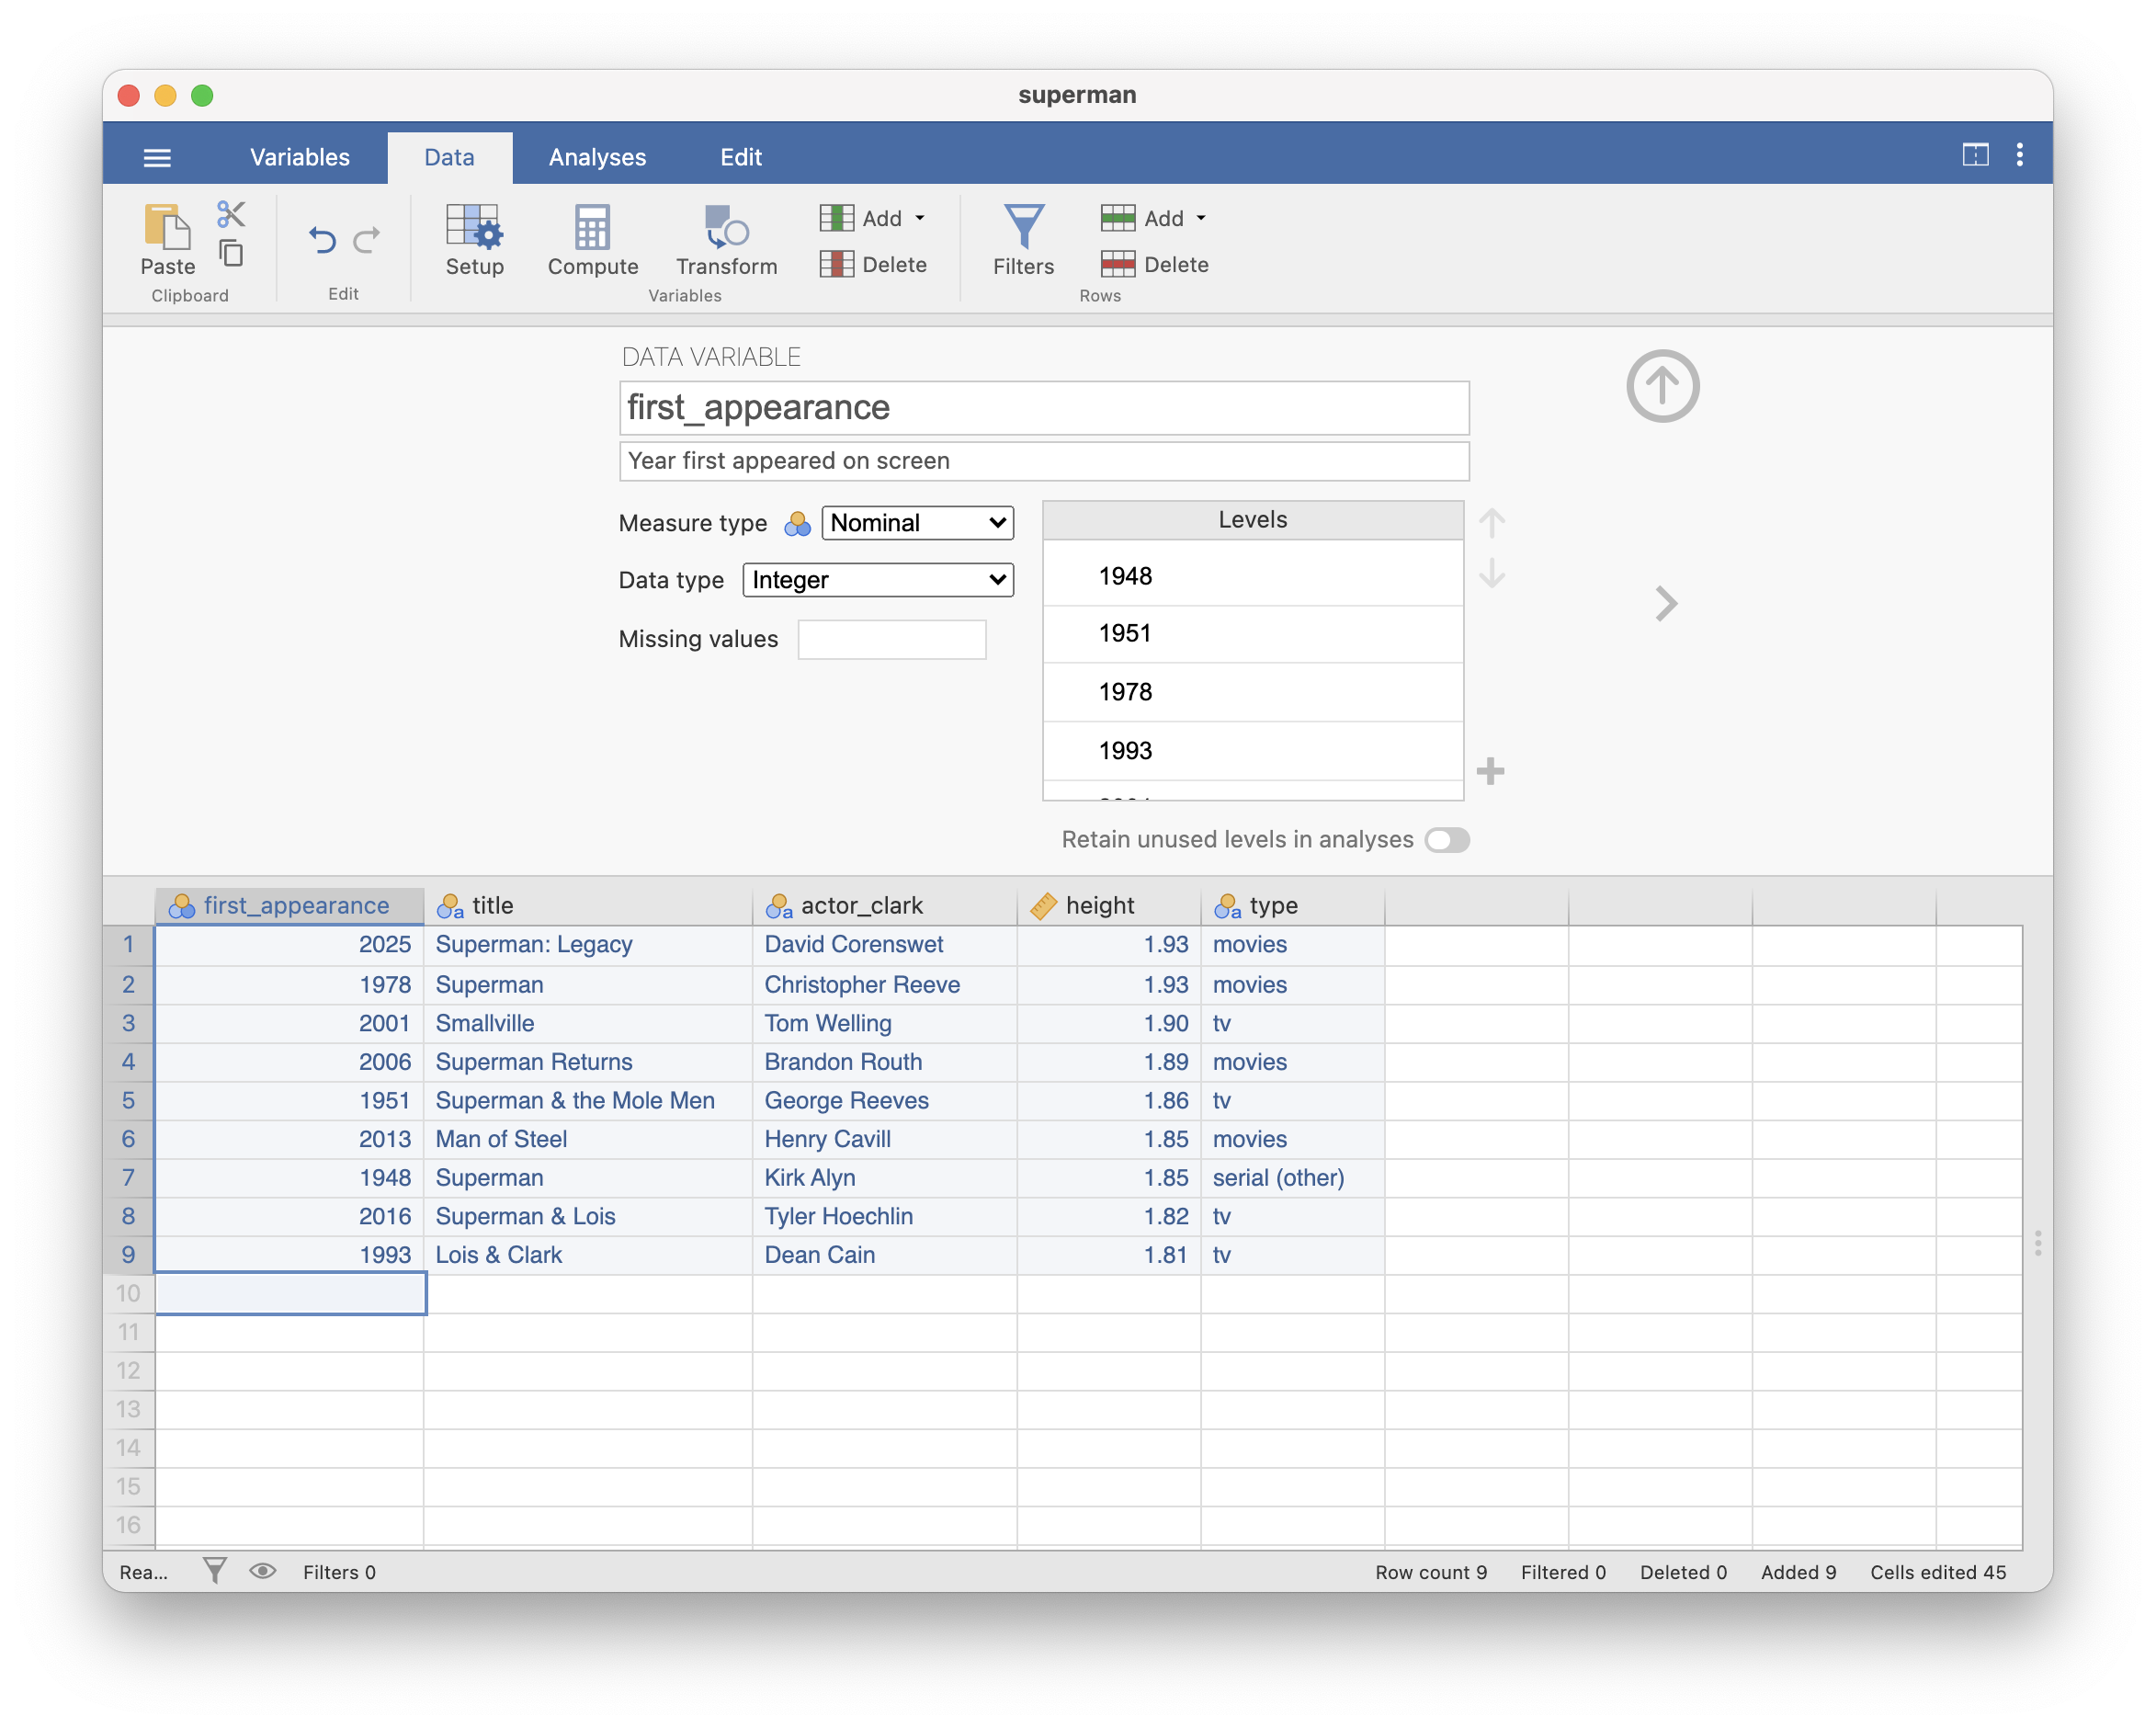 superman
Variables Data Analyses Edit
Paste Setup Compute Transform Add Delete Filters Add Delete
Clipboard Edit Variables Rows
DATA VARIABLE
first_appearance
Year first appeared on screen
Measure type Nominal
Data type Integer
Missing values
Levels
1948
1951
1978
1993
Retain unused levels in analyses
first_appearance title actor_clark height type
1 2025 Superman: Legacy David Corenswet 1.93 movies
2 1978 Superman Christopher Reeve 1.93 movies
3 2001 Smallville Tom Welling 1.90 tv
4 2006 Superman Returns Brandon Routh 1.89 movies
5 1951 Superman & the Mole Men George Reeves 1.86 tv
6 2013 Man of Steel Henry Cavill 1.85 movies
7 1948 Superman Kirk Alyn 1.85 serial (other)
8 2016 Superman & Lois Tyler Hoechlin 1.82 tv
9 1993 Lois & Clark Dean Cain 1.81 tv
10
11
12
13
14
15
16
Rea... Filters 0 Row count 9 Filtered 0 Deleted 0 Added 9 Cells edited 45